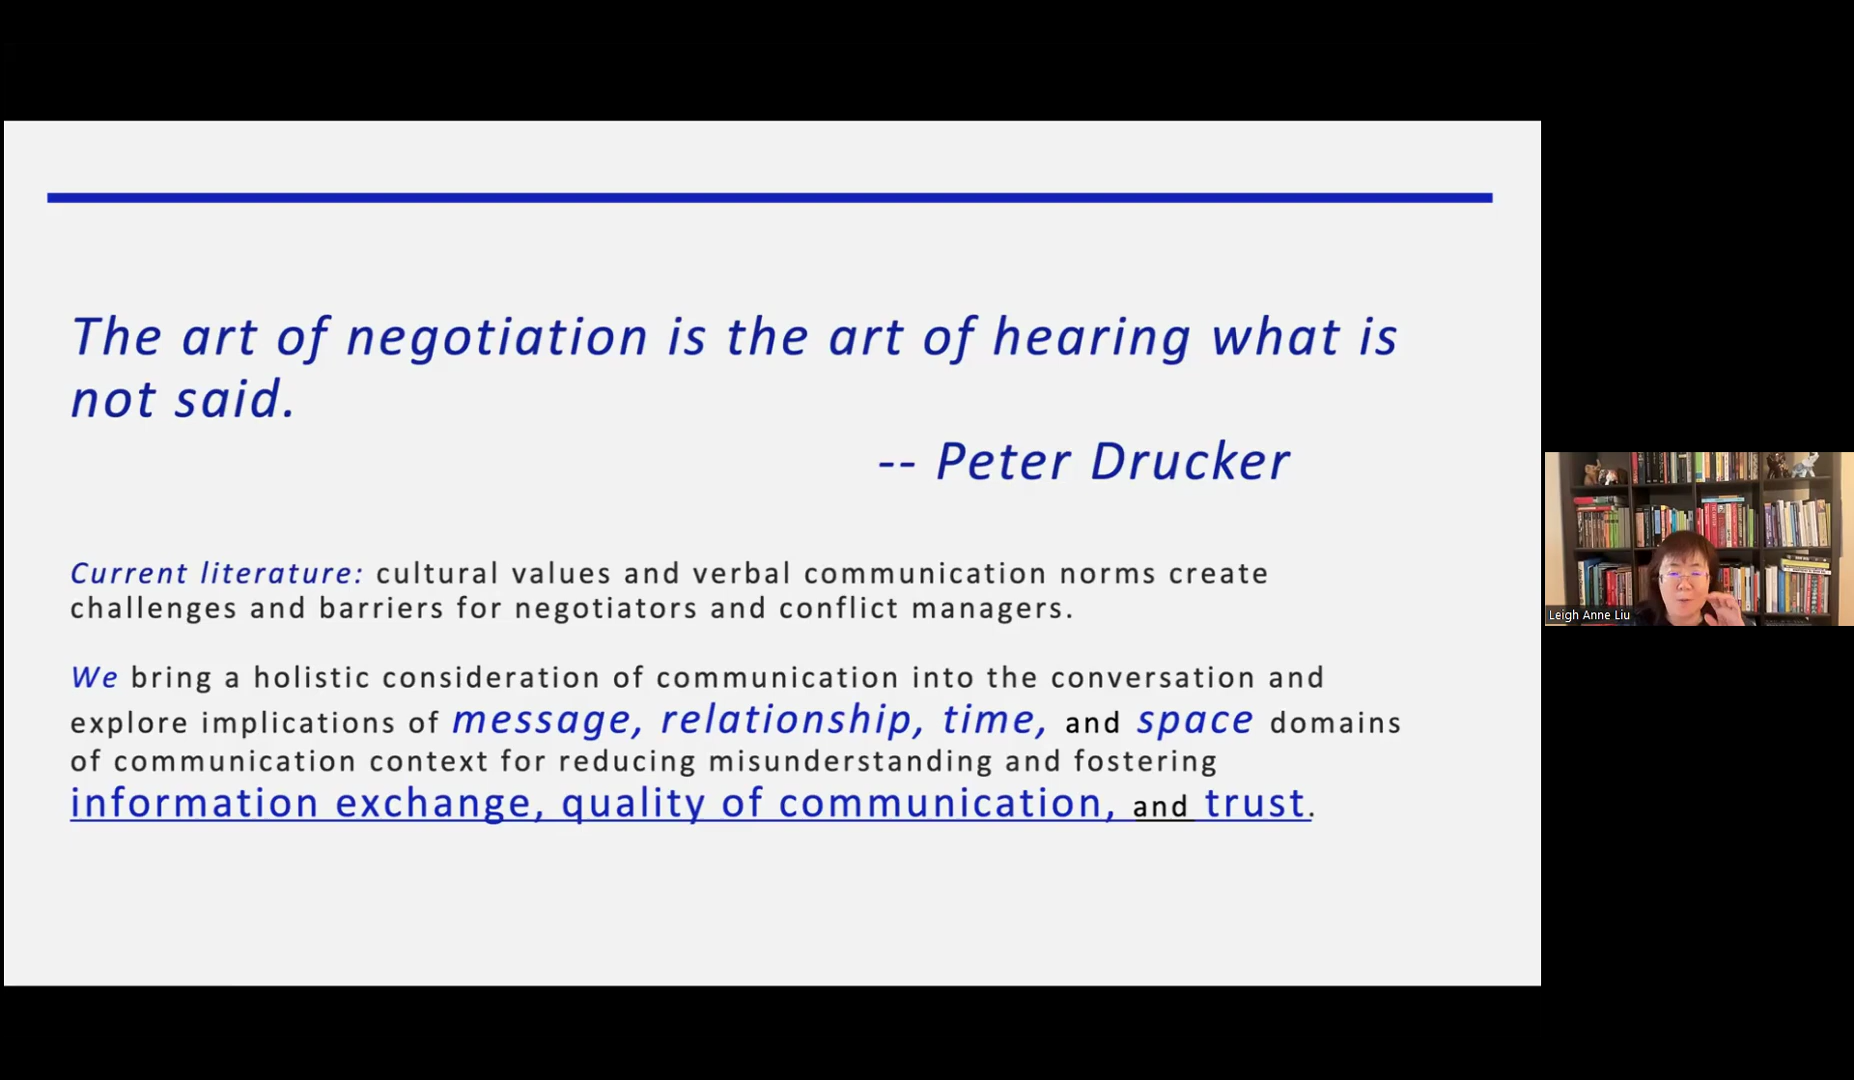 The art of negotiation is the art of hearing what is
not said.
-- Peter Drucker
Current literature: cultural values and verbal communication norms create
challenges and barriers for negotiators and conflict managers.
We bring a holistic consideration of communication into the conversation and
explore implications of message, relationship, time, and space domains
of communication context for reducing misunderstanding and fostering
information exchange, quality of communication, and trust.
Leigh Anne Liu